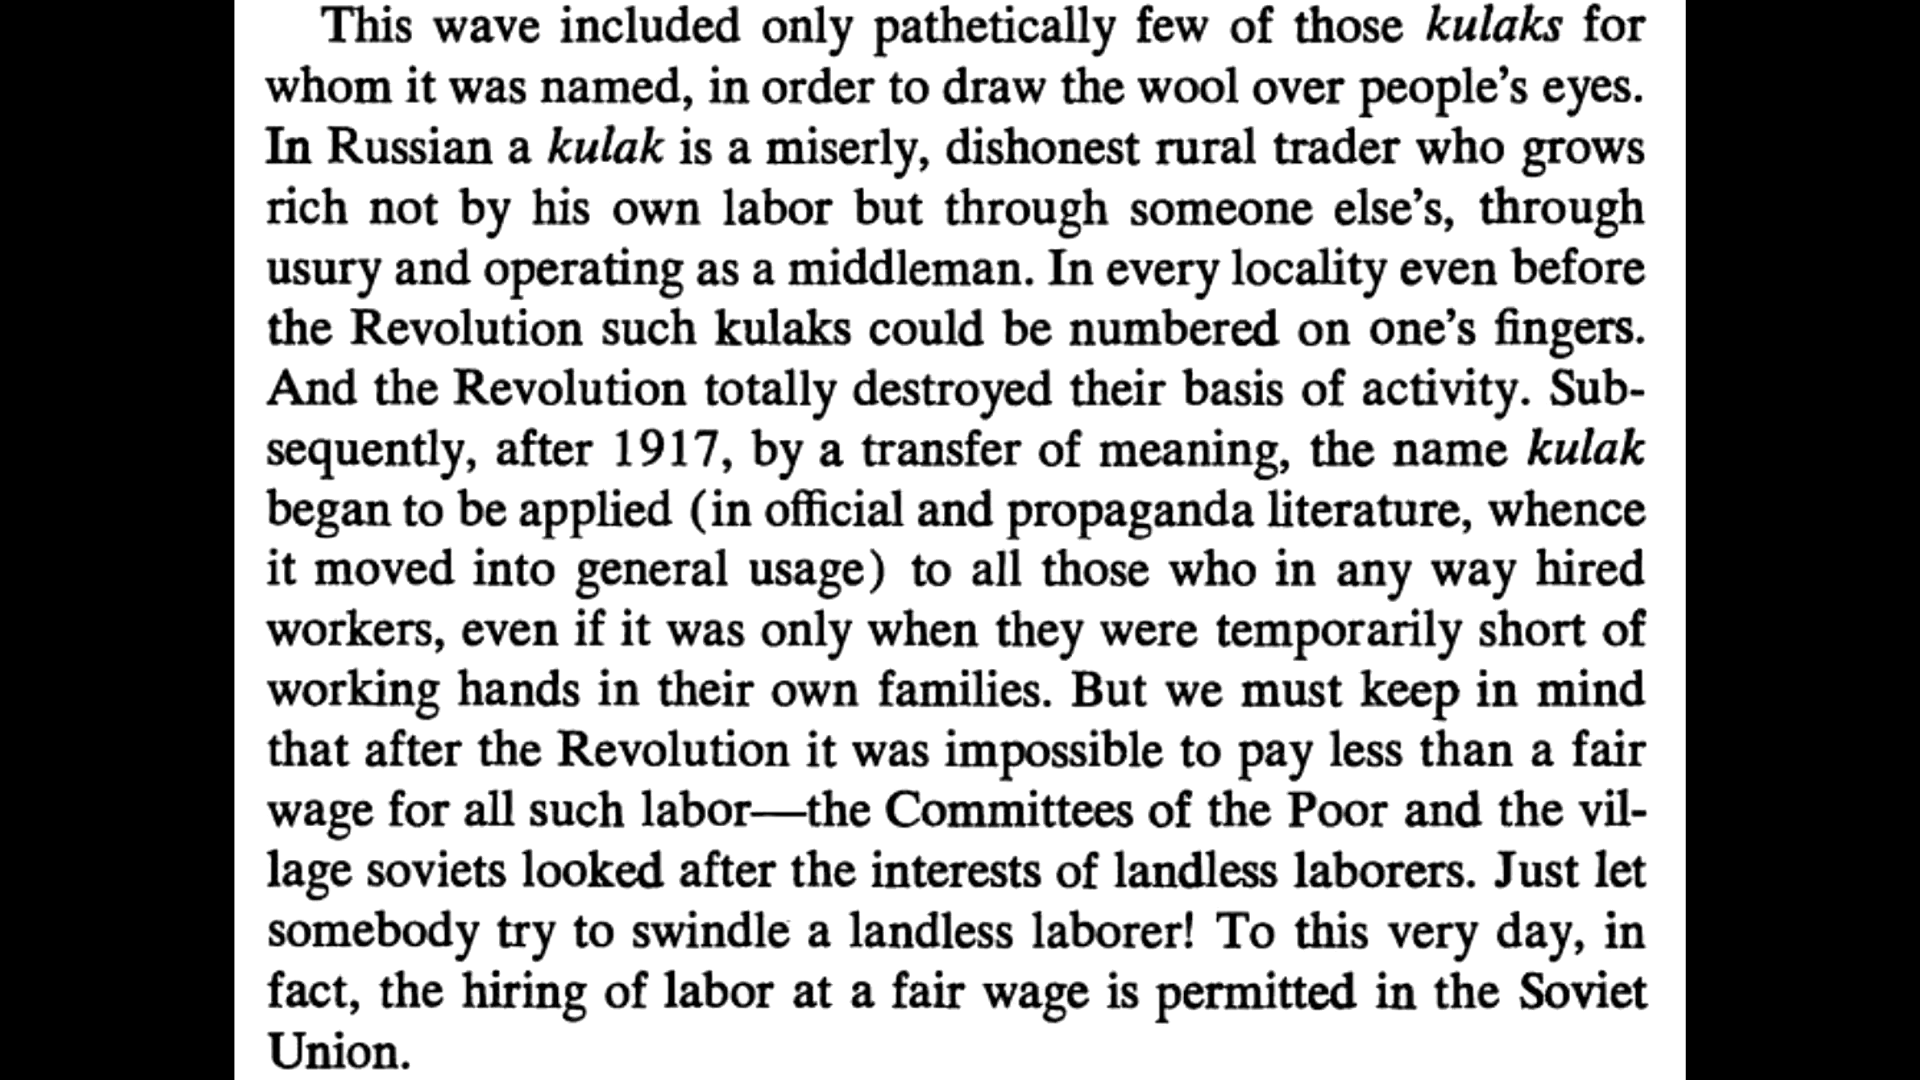 This wave included only pathetically few of those kulaks for
whom it was named, in order to draw the wool over people's eyes.
In Russian a kulak is a miserly, dishonest rural trader who grows
rich not by his own labor but through someone else's, through
usury and operating as a middleman. In every locality even before
the Revolution such kulaks could be numbered on one's fingers.
And the Revolution totally destroyed their basis of activity. Sub-
sequently, after 1917, by a transfer of meaning, the name kulak
began to be applied (in official and propaganda literature, whence
it moved into general usage) to all those who in any way hired
workers, even if it was only when they were temporarily short of
working hands in their own families. But we must keep in mind
that after the Revolution it was impossible to pay less than a fair
wage for all such labor—the Committees of the Poor and the vil-
lage soviets looked after the interests of landless laborers. Just let
somebody try to swindle a landless laborer! To this very day, in
fact, the hiring of labor at a fair wage is permitted in the Soviet
Union.